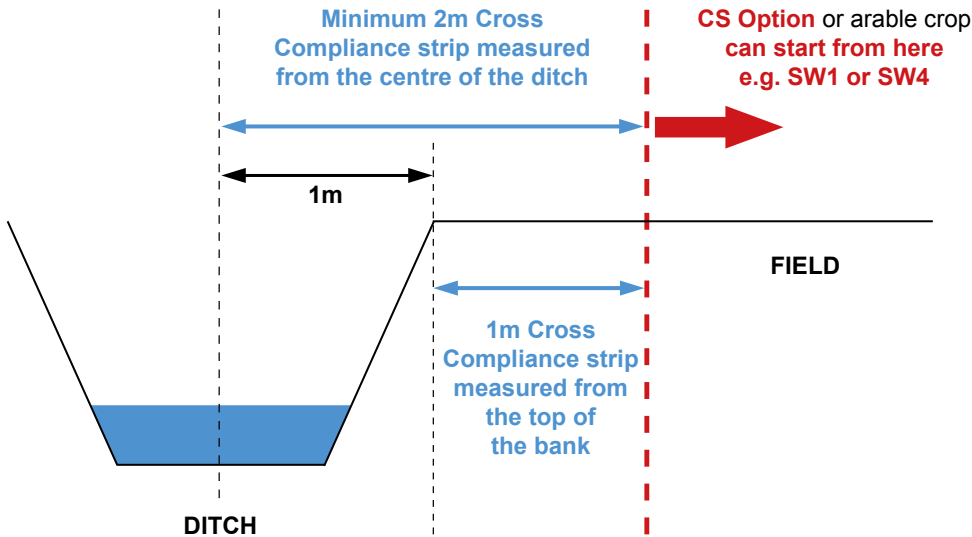 Minimum 2m Cross
Compliance strip measured
from the centre of the ditch
CS Option or arable crop
can start from here
e.g. SW1 or SW4
1m
FIELD
1m Cross
Compliance strip
measured from
the top of
the bank
DITCH